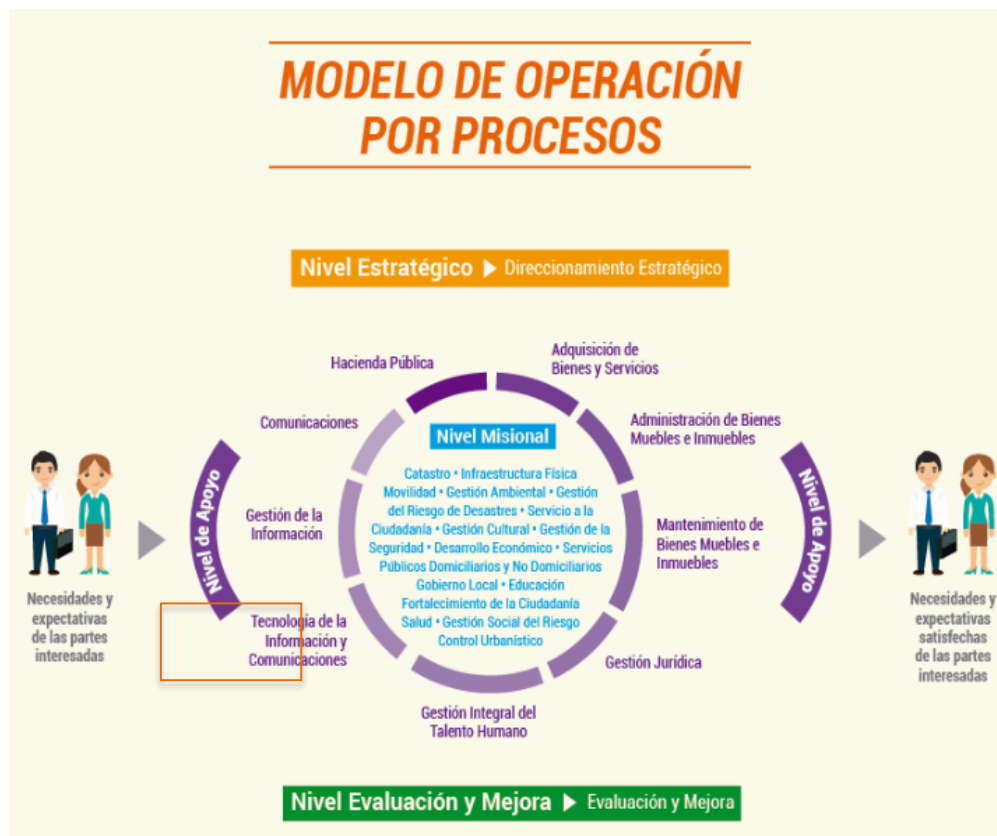 MODELO DE OPERACIÓN
POR PROCESOS
Nivel Estratégico ▶ Direccionamiento Estratégico
Hacienda Pública
Adquisición de
Bienes y Servicios
Comunicaciones
Administración de Bienes
Muebles e Inmuebles
Nivel Misional
Catastro • Infraestructura Física
Movilidad • Gestión Ambiental • Gestión
del Riesgo de Desastres • Servicio a la
Ciudadanía • Gestión Cultural • Gestión de la
Seguridad • Desarrollo Económico • Servicios
Públicos Domiciliarios y No Domiciliarios
Gobierno Local • Educación
Fortalecimiento de la Ciudadanía
Salud • Gestión Social del Riesgo
Control Urbanístico
Nivel de Apoyo
Nivel de Apoyo
Gestión de la
Información
Mantenimiento de
Bienes Muebles e
Inmuebles
Necesidades y
expectativas
de las partes
interesadas
Necesidades y
expectativas
satisfechas
de las partes
interesadas
Tecnología de la
Información y
Comunicaciones
Gestión Jurídica
Gestión Integral del
Talento Humano
Nivel Evaluación y Mejora ▶ Evaluación y Mejora